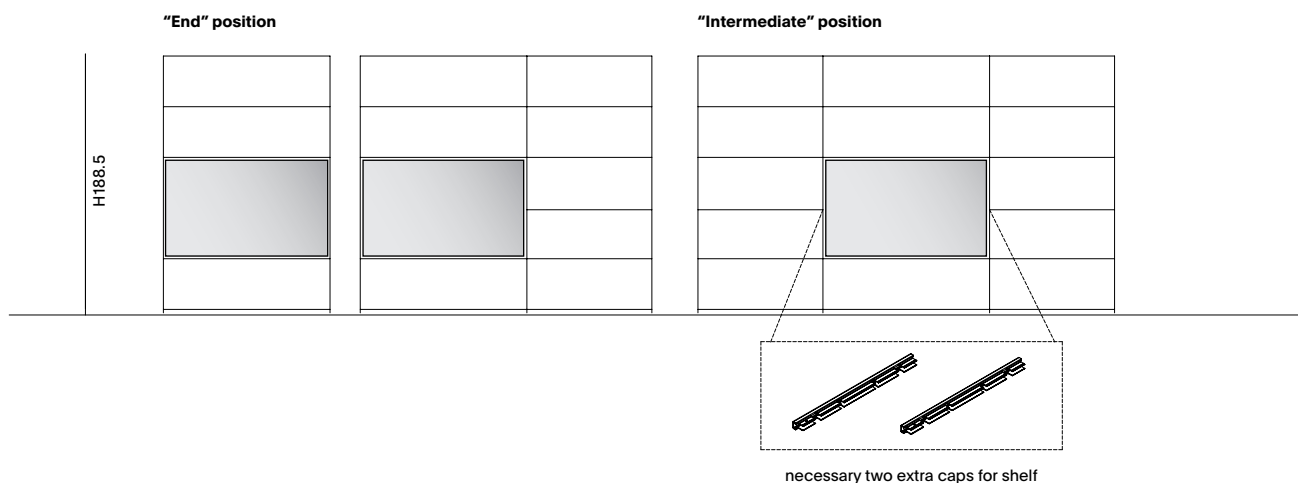 “End” position
“Intermediate” position
H188.5
necessary two extra caps for shelf